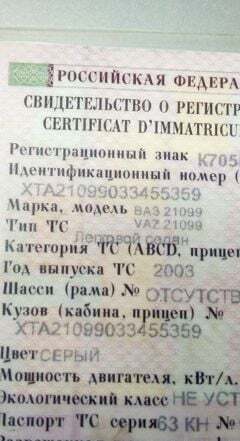 РОССИЙСКАЯ ФЕДЕРА
СВИДЕТЕЛЬСТВО О РЕГИСТР
CERTIFICAT D'IMMATRICU
Регистрационный знак К705
Идентификационный номер (
XTA21099033455359
Марка, модель ВАЗ 21099
VAZ 21099
Тип ТС
Легковой седан
Категория ТС (ABCD, прицеп
Год выпуска ТС 2003
Шасси (рама) № ОТСУТСТВ
Кузов (кабина, прицеп) №
XTA21099033455359
Цвет СЕРЫЙ
Мощность двигателя, кВт/л.
Экологический класс НЕ УСТ
Паспорт ТС серия 63 КН №